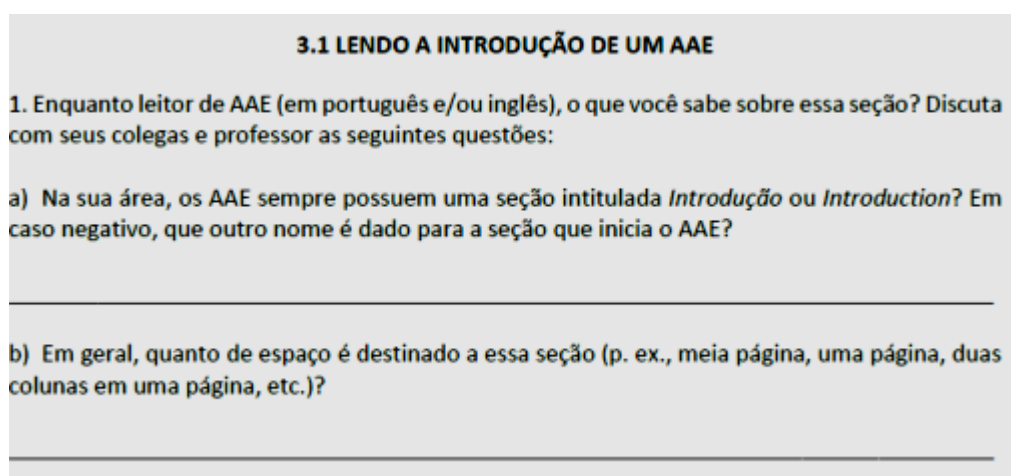 3.1 LENDO A INTRODUÇÃO DE UM AAE
1. Enquanto leitor de AAE (em português e/ou inglês), o que você sabe sobre essa seção? Discuta
com seus colegas e professor as seguintes questões:
a) Na sua área, os AAE sempre possuem uma seção intitulada Introdução ou Introduction? Em
caso negativo, que outro nome é dado para a seção que inicia o AAE?
b) Em geral, quanto de espaço é destinado a essa seção (p. ex., meia página, uma página, duas
colunas em uma página, etc.)?